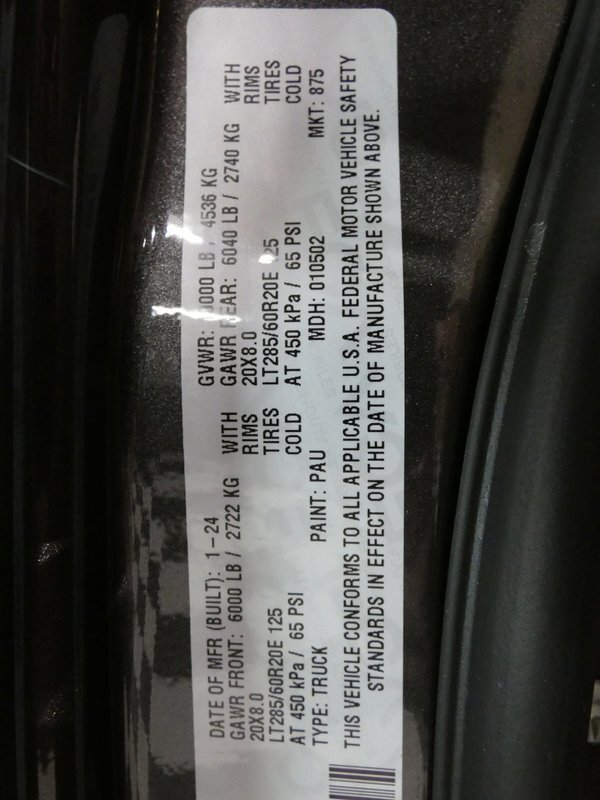 DATE OF MFR (BUILT): 1-24 GVWR: 0000 LB / 4536 KG
GAWR FRONT: 6000 LB / 2722 KG WITH GAWR REAR: 6040 LB / 2740 KG WITH
20X8.0 RIMS 20X8.0 RIMS
LT285/60R20E 125 TIRES LT285/60R20E 125 TIRES
AT 450 kPa / 65 PSI COLD AT 450 kPa / 65 PSI COLD
TYPE: TRUCK PAINT: PAU MDH: 010502 MKT: 875
THIS VEHICLE CONFORMS TO ALL APPLICABLE U.S.A. FEDERAL MOTOR VEHICLE SAFETY
STANDARDS IN EFFECT ON THE DATE OF MANUFACTURE SHOWN ABOVE.